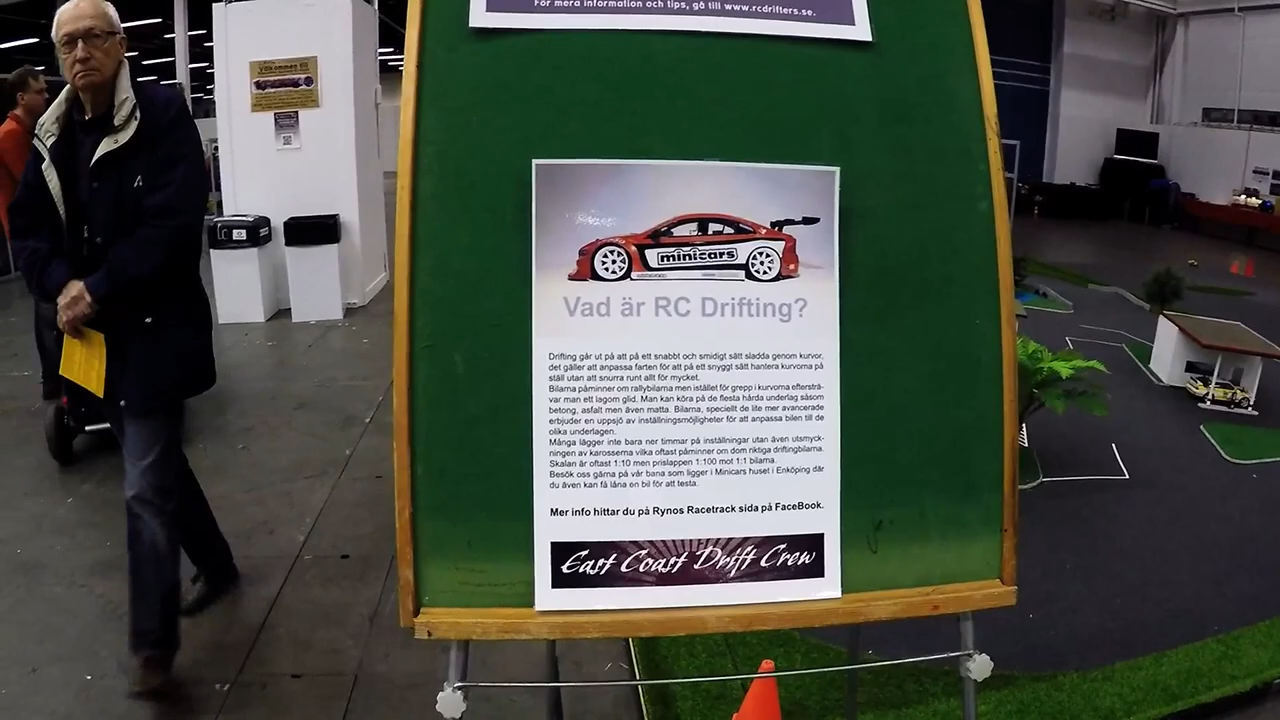 För mera information och tips, gå till www.rcdrifters.se.
Välkommen till
minicars
Vad är RC Drifting?
Drifting går ut på att på ett snabbt och smidigt sätt sladda genom kurvor,
det gäller att anpassa farten för att på ett snyggt sätt hantera kurvorna på
ställ utan att snurra runt allt för mycket.
Bilarna påminner om rallybilarna men istället för grepp i kurvorna eftersträ-
var man ett lagom glid. Man kan köra på de flesta hårda underlag såsom
betong, asfalt men även matta. Bilarna, speciellt de lite mer avancerade
erbjuder en uppsjö av inställningsmöjligheter för att anpassa bilen till de
olika underlagen.
Många lägger inte bara ner timmar på inställningar utan även utsmyck-
ningen av karosserna vilka oftast påminner om dom riktiga driftingbilarna.
Skalan är oftast 1:10 men prislappen 1:100 mot 1:1 bilarna.
Besök oss gärna på vår bana som ligger i Minicars huset i Enköping där
du även kan få låna en bil för att testa.
Mer info hittar du på Rynos Racetrack sida på FaceBook.
East Coast Drift Crew